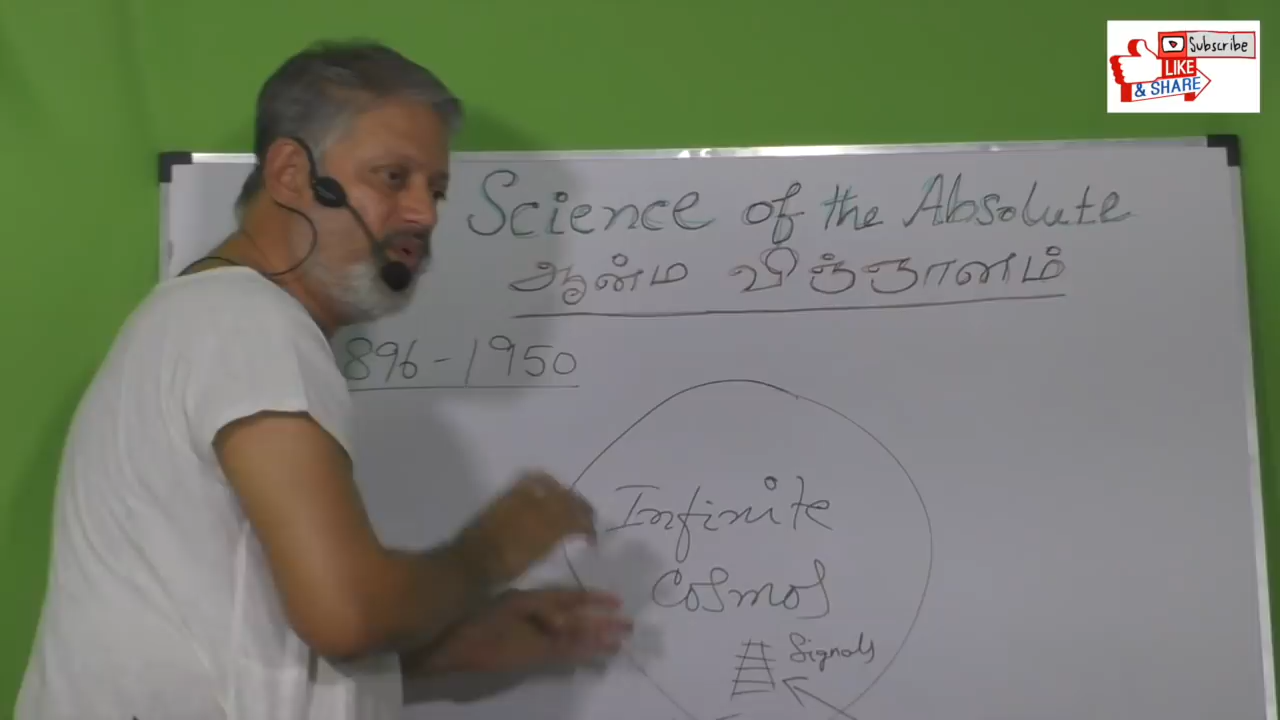 Subscribe
LIKE
& SHARE
Science of the Absolute
ஆன்ம விஞ்ஞானம்
896-1950
Infinite
Cosmos
Signals